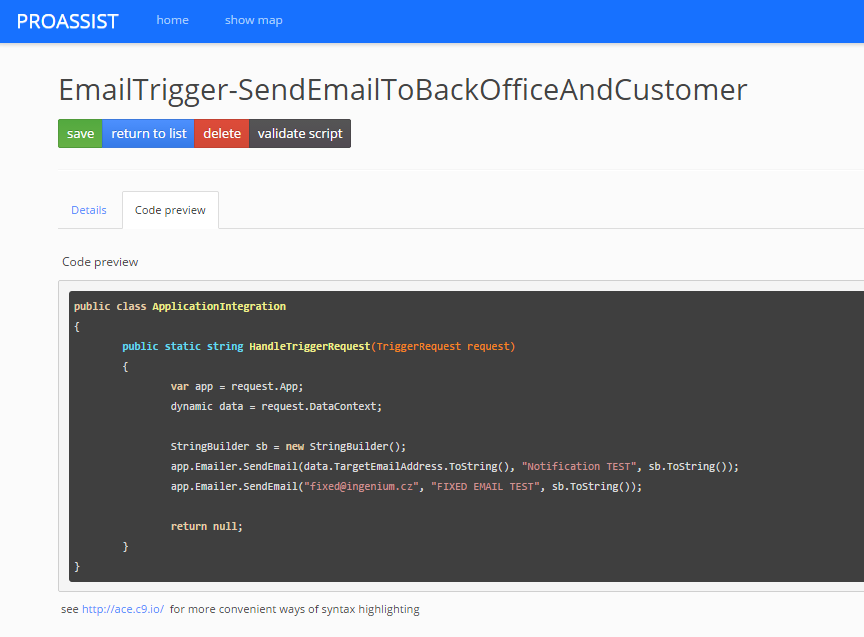 PROASSIST home show map
EmailTrigger-SendEmailToBackOfficeAndCustomer
save return to list delete validate script
Details Code preview
Code preview
public class ApplicationIntegration
{
public static string HandleTriggerRequest(TriggerRequest request)
{
var app = request.App;
dynamic data = request.DataContext;
StringBuilder sb = new StringBuilder();
app.Emailer.SendEmail(data.TargetEmailAddress.ToString(), "Notification TEST", sb.ToString());
app.Emailer.SendEmail("fixed@ingenium.cz", "FIXED EMAIL TEST", sb.ToString());
return null;
}
}
see http://ace.c9.io/ for more convenient ways of syntax highlighting